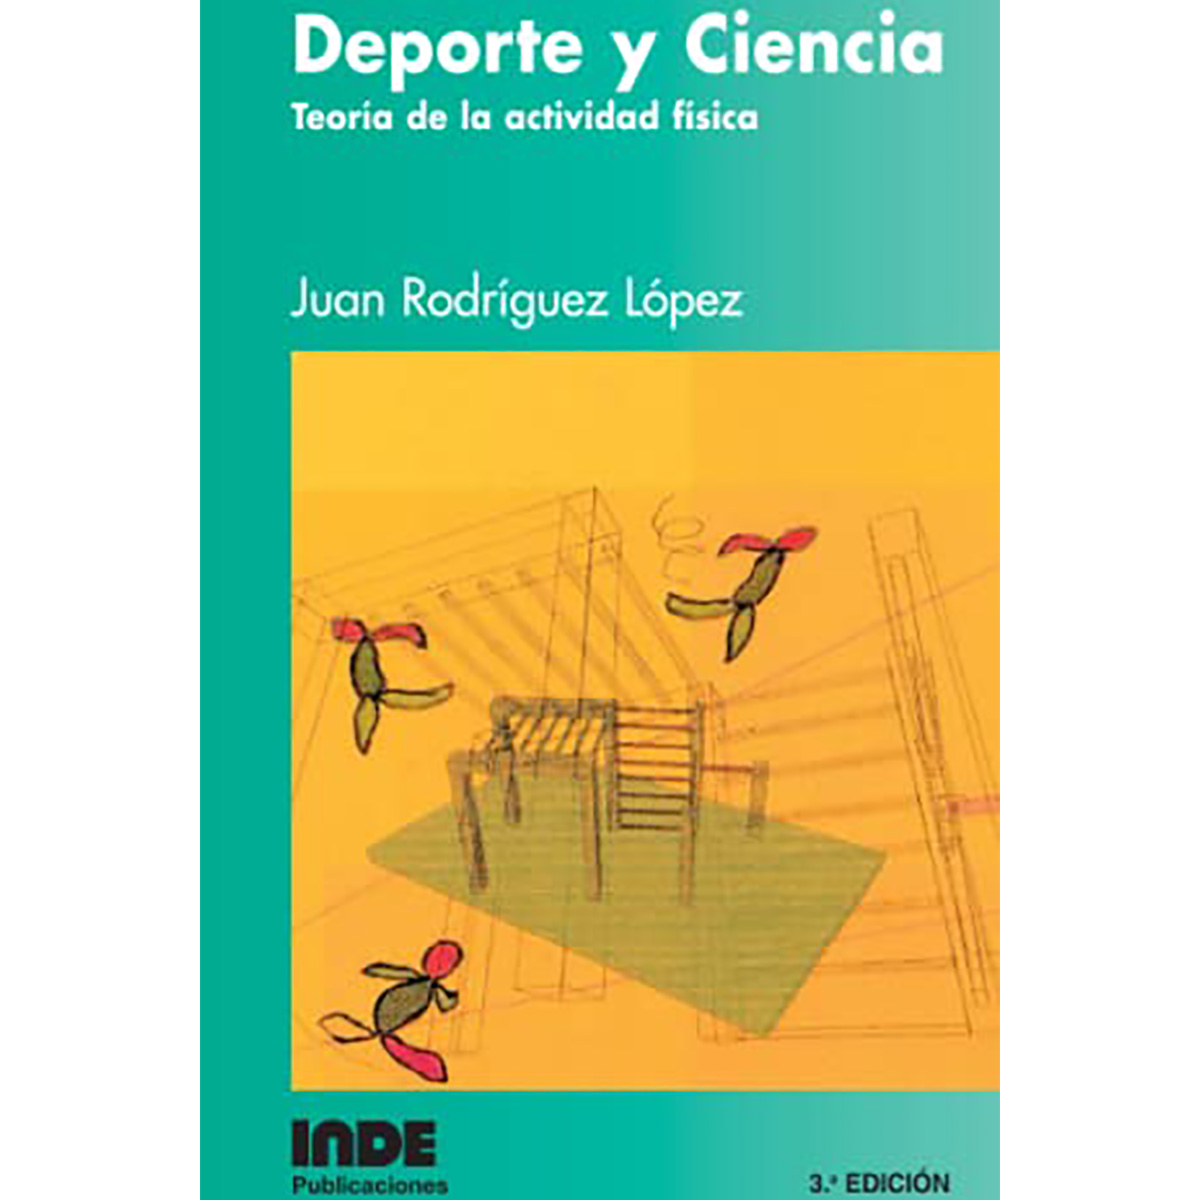 Deporte y Ciencia
Teoría de la actividad física
Juan Rodríguez López
INDE
Publicaciones
3.ª EDICIÓN